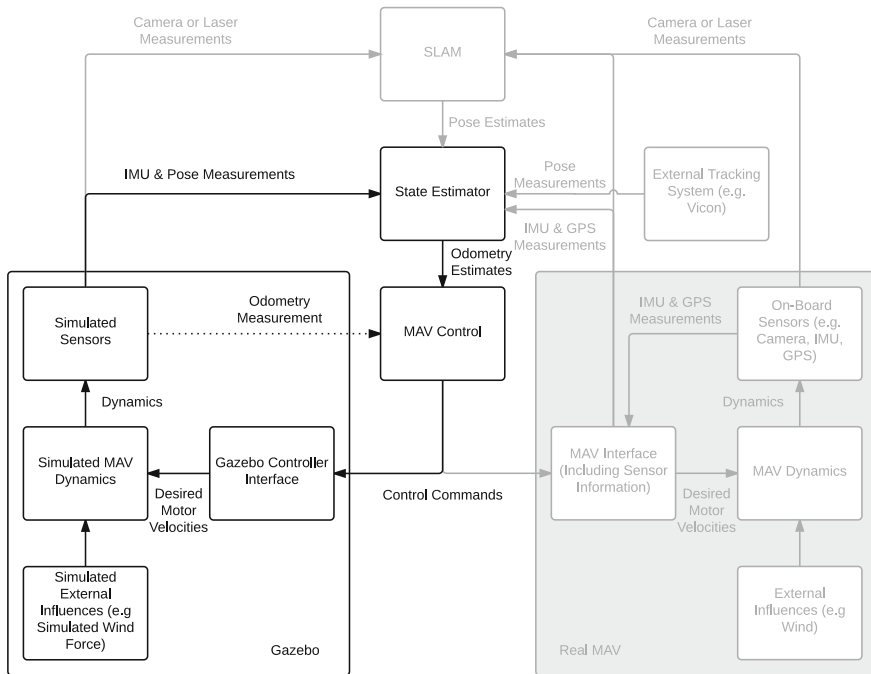 Camera or Laser
Measurements
SLAM
Camera or Laser
Measurements
Pose Estimates
IMU & Pose Measurements
State Estimator
Pose
Measurements
External Tracking
System (e.g.
Vicon)
IMU & GPS
Measurements
Odometry
Estimates
Simulated
Sensors
Odometry
Measurement
MAV Control
IMU & GPS
Measurements
On-Board
Sensors (e.g.
Camera, IMU,
GPS)
Dynamics
Dynamics
Simulated MAV
Dynamics
Desired
Motor
Velocities
Gazebo Controller
Interface
Control Commands
MAV Interface
(Including Sensor
Information)
Desired
Motor
Velocities
MAV Dynamics
Simulated
External
Influences (e.g
Simulated Wind
Force)
Gazebo
Real MAV
External
Influences (e.g
Wind)